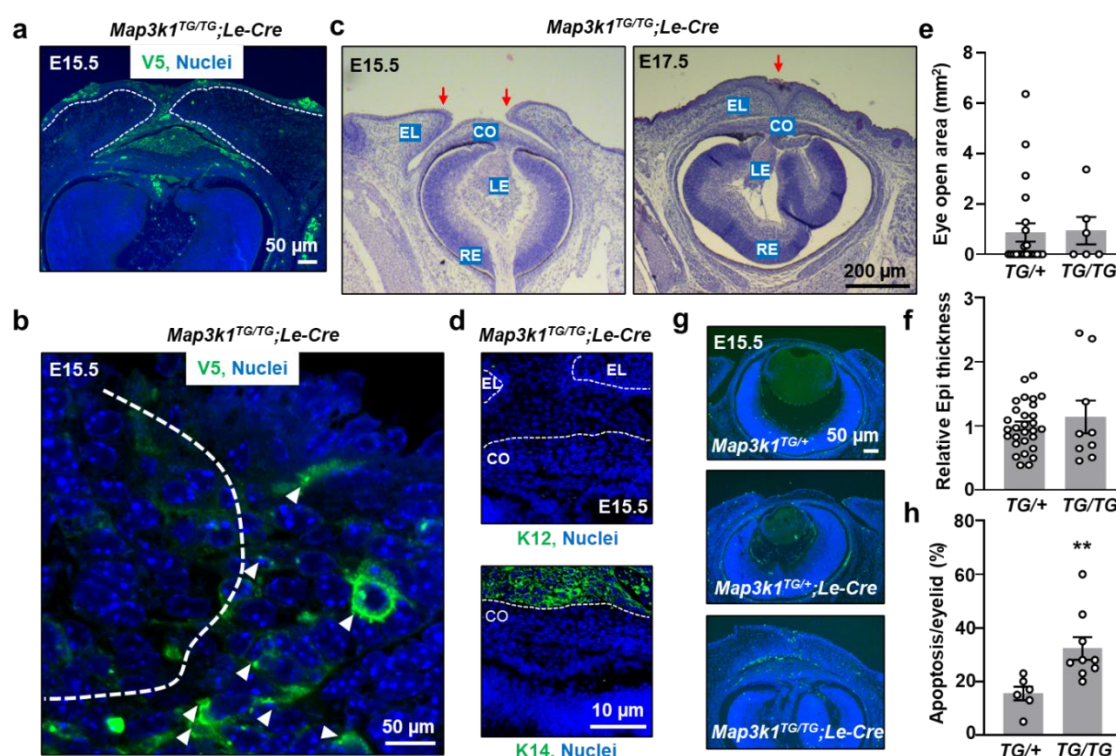 a
Map3k1TG/TG;Le-Cre
E15.5
V5, Nuclei
50 µm
b
Map3k1TG/TG;Le-Cre
E15.5
V5, Nuclei
50 µm
c
Map3k1TG/TG;Le-Cre
E15.5
EL
CO
LE
RE
E17.5
EL
CO
LE
RE
200 µm
d
Map3k1TG/TG;Le-Cre
EL
EL
CO
E15.5
K12, Nuclei
CO
10 µm
K14, Nuclei
e
Eye open area (mm²)
8
6
4
2
0
TG/+
TG/TG
f
Relative Epi thickness
3
2
1
0
TG/+
TG/TG
g
E15.5
50 µm
Map3k1TG/+
Map3k1TG/+;Le-Cre
Map3k1TG/TG;Le-Cre
h
Apoptosis/eyelid (%)
80
60
40
20
0
**
TG/+
TG/TG